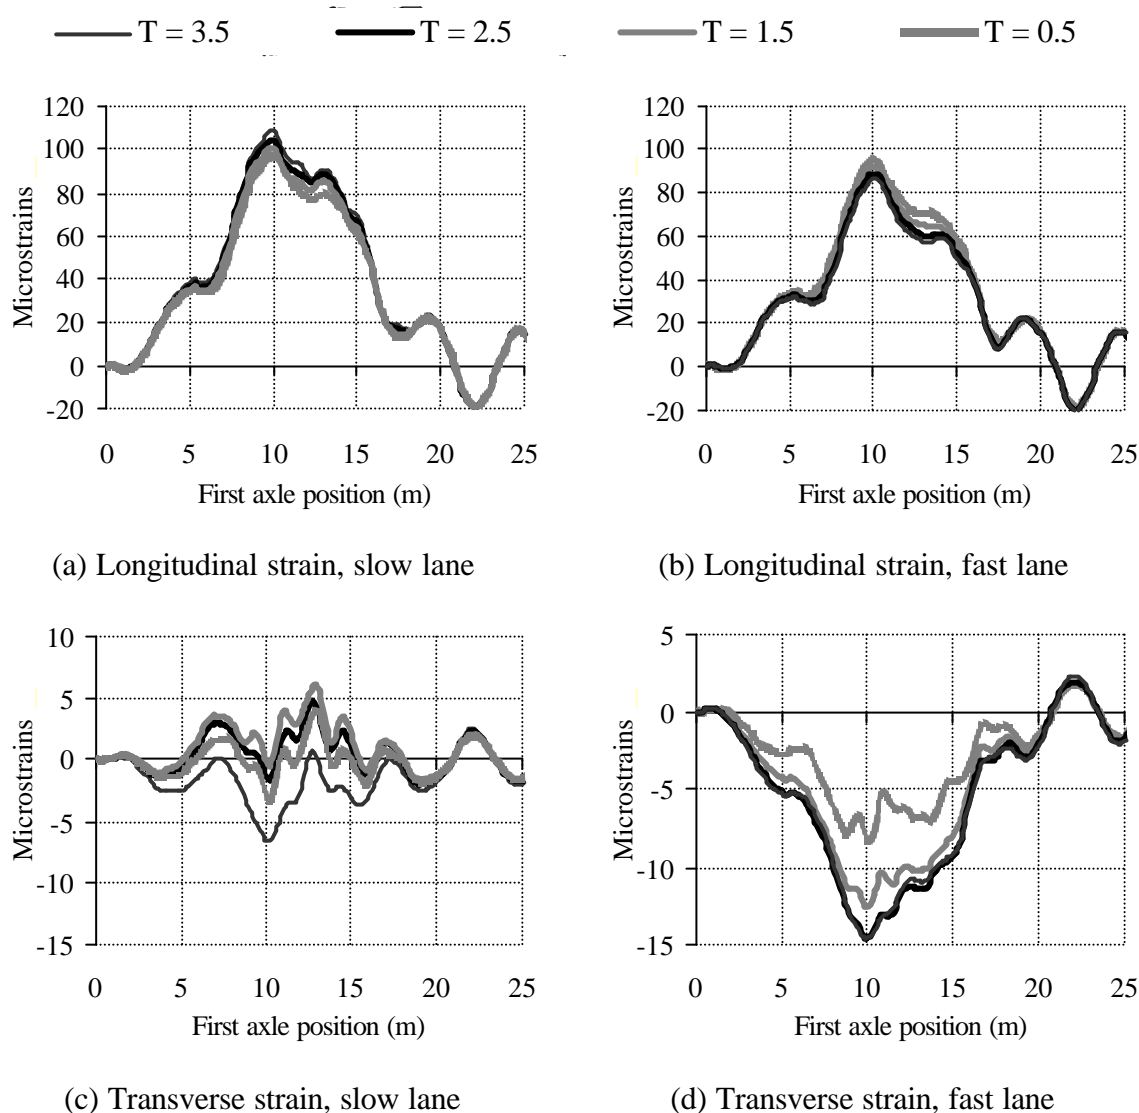 T = 3.5 T = 2.5 T = 1.5 T = 0.5
120
100
80
60
40
20
0
-20
Microstrains
0 5 10 15 20 25
First axle position (m)
(a) Longitudinal strain, slow lane
120
100
80
60
40
20
0
-20
Microstrains
0 5 10 15 20 25
First axle position (m)
(b) Longitudinal strain, fast lane
10
5
0
-5
-10
-15
Microstrains
0 5 10 15 20 25
First axle position (m)
(c) Transverse strain, slow lane
5
0
-5
-10
-15
Microstrains
0 5 10 15 20 25
First axle position (m)
(d) Transverse strain, fast lane